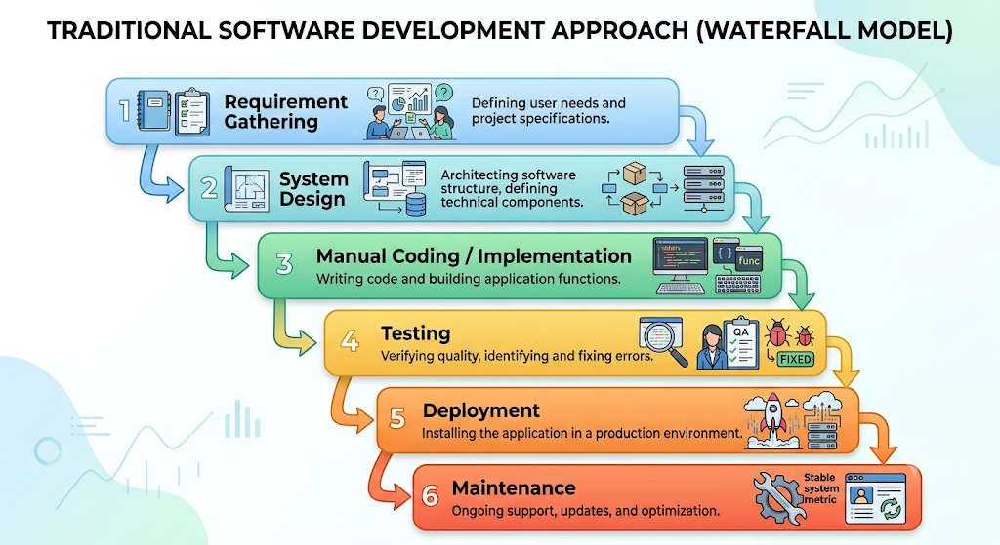 TRADITIONAL SOFTWARE DEVELOPMENT APPROACH (WATERFALL MODEL)
1
Requirement
Gathering
? ?
Defining user needs and
project specifications.
2
System
Design
Architecting software
structure, defining
technical components.
3
Manual Coding / Implementation
Writing code and building application functions.
{ }
func
4
Testing
Verifying quality, identifying and fixing errors.
QA
FIXED
5
Deployment
Installing the application in a production environment.
6
Maintenance
Ongoing support, updates, and optimization.
Stable
system
metric